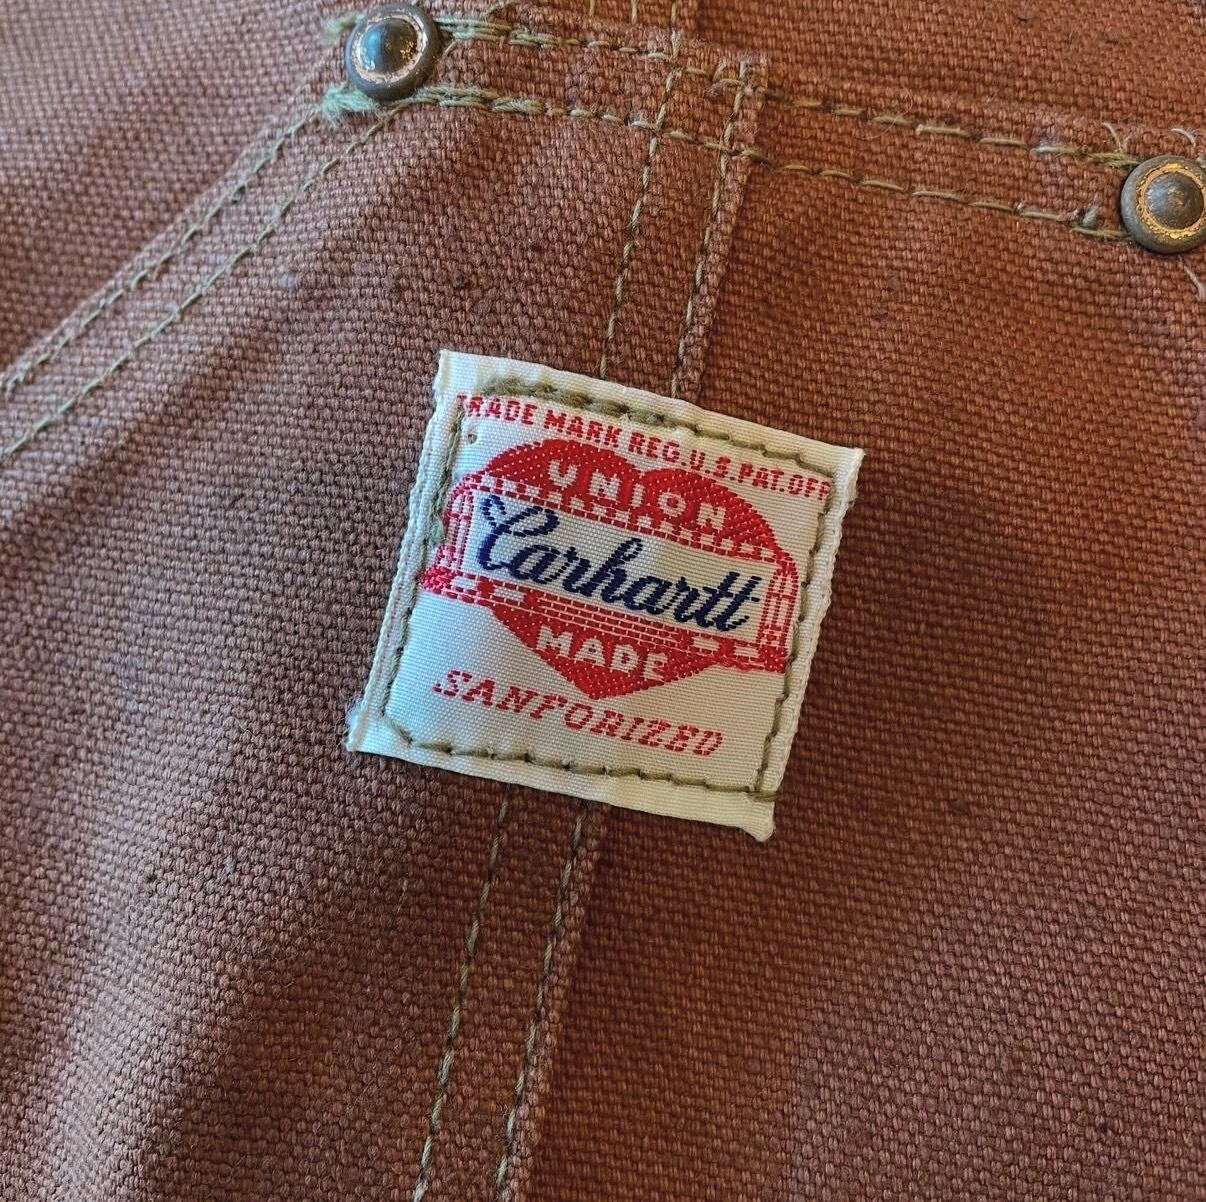 TRADE MARK REG.U.S.PAT.OFF
UNION
Carhartt
MADE
SANFORIZED